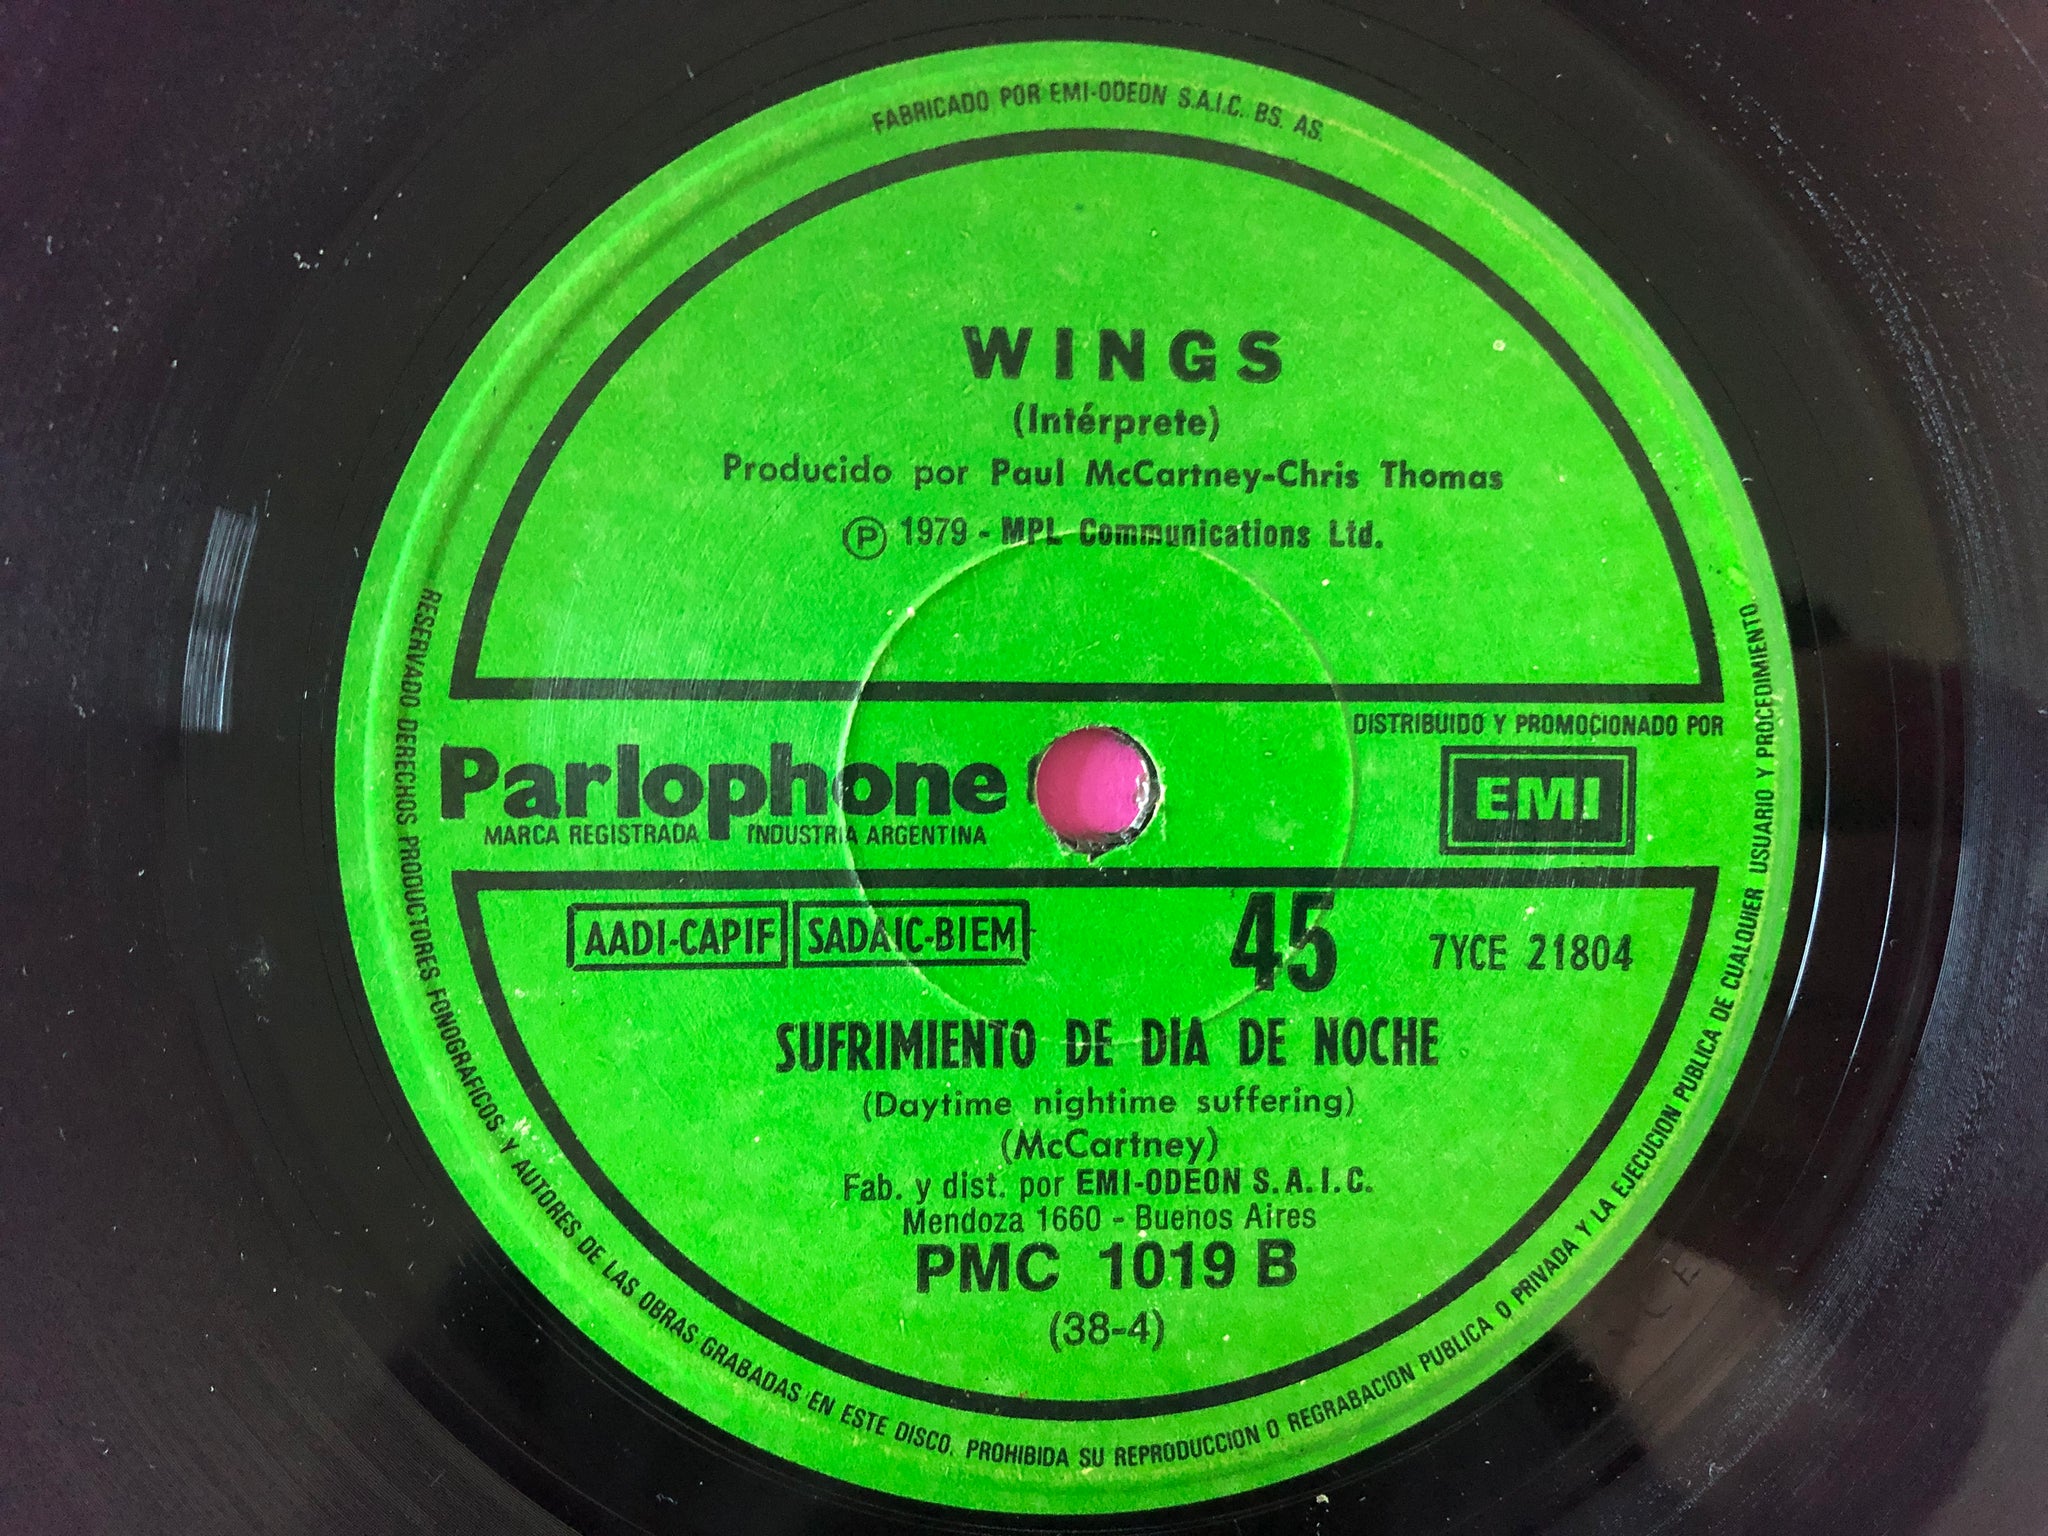 FABRICADO POR EMI-ODEON S.A.I.C. BS. AS.
WINGS
(Intérprete)
Producido por Paul McCartney-Chris Thomas
Ⓟ 1979 - MPL Communications Ltd.
DISTRIBUIDO Y PROMOCIONADO POR
Parlophone
EMI
MARCA REGISTRADA INDUSTRIA ARGENTINA
AADI-CAPIF SADAIC-BIEM
45
7YCE 21804
SUFRIMIENTO DE DIA DE NOCHE
(Daytime nightime suffering)
(McCartney)
Fab. y dist. por EMI-ODEON S.A.I.C.
Mendoza 1660 - Buenos Aires
PMC 1019 B
(38-4)
RESERVADO DERECHOS PRODUCTORES FONOGRAFICOS Y AUTORES DE LAS OBRAS GRABADAS EN ESTE DISCO. PROHIBIDA SU REPRODUCCION O REGRABACION PUBLICA O PRIVADA Y LA EJECUCION PUBLICA DE CUALQUIER USUARIO Y PROCEDIMIENTO